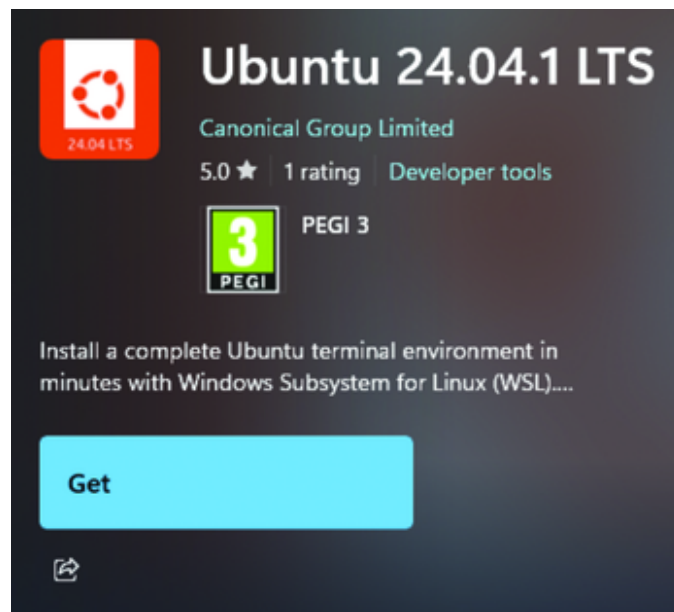 Ubuntu 24.04.1 LTS
24.04 LTS
Canonical Group Limited
5.0 ★ 1 rating Developer tools
3
PEGI
PEGI 3
Install a complete Ubuntu terminal environment in
minutes with Windows Subsystem for Linux (WSL)....
Get